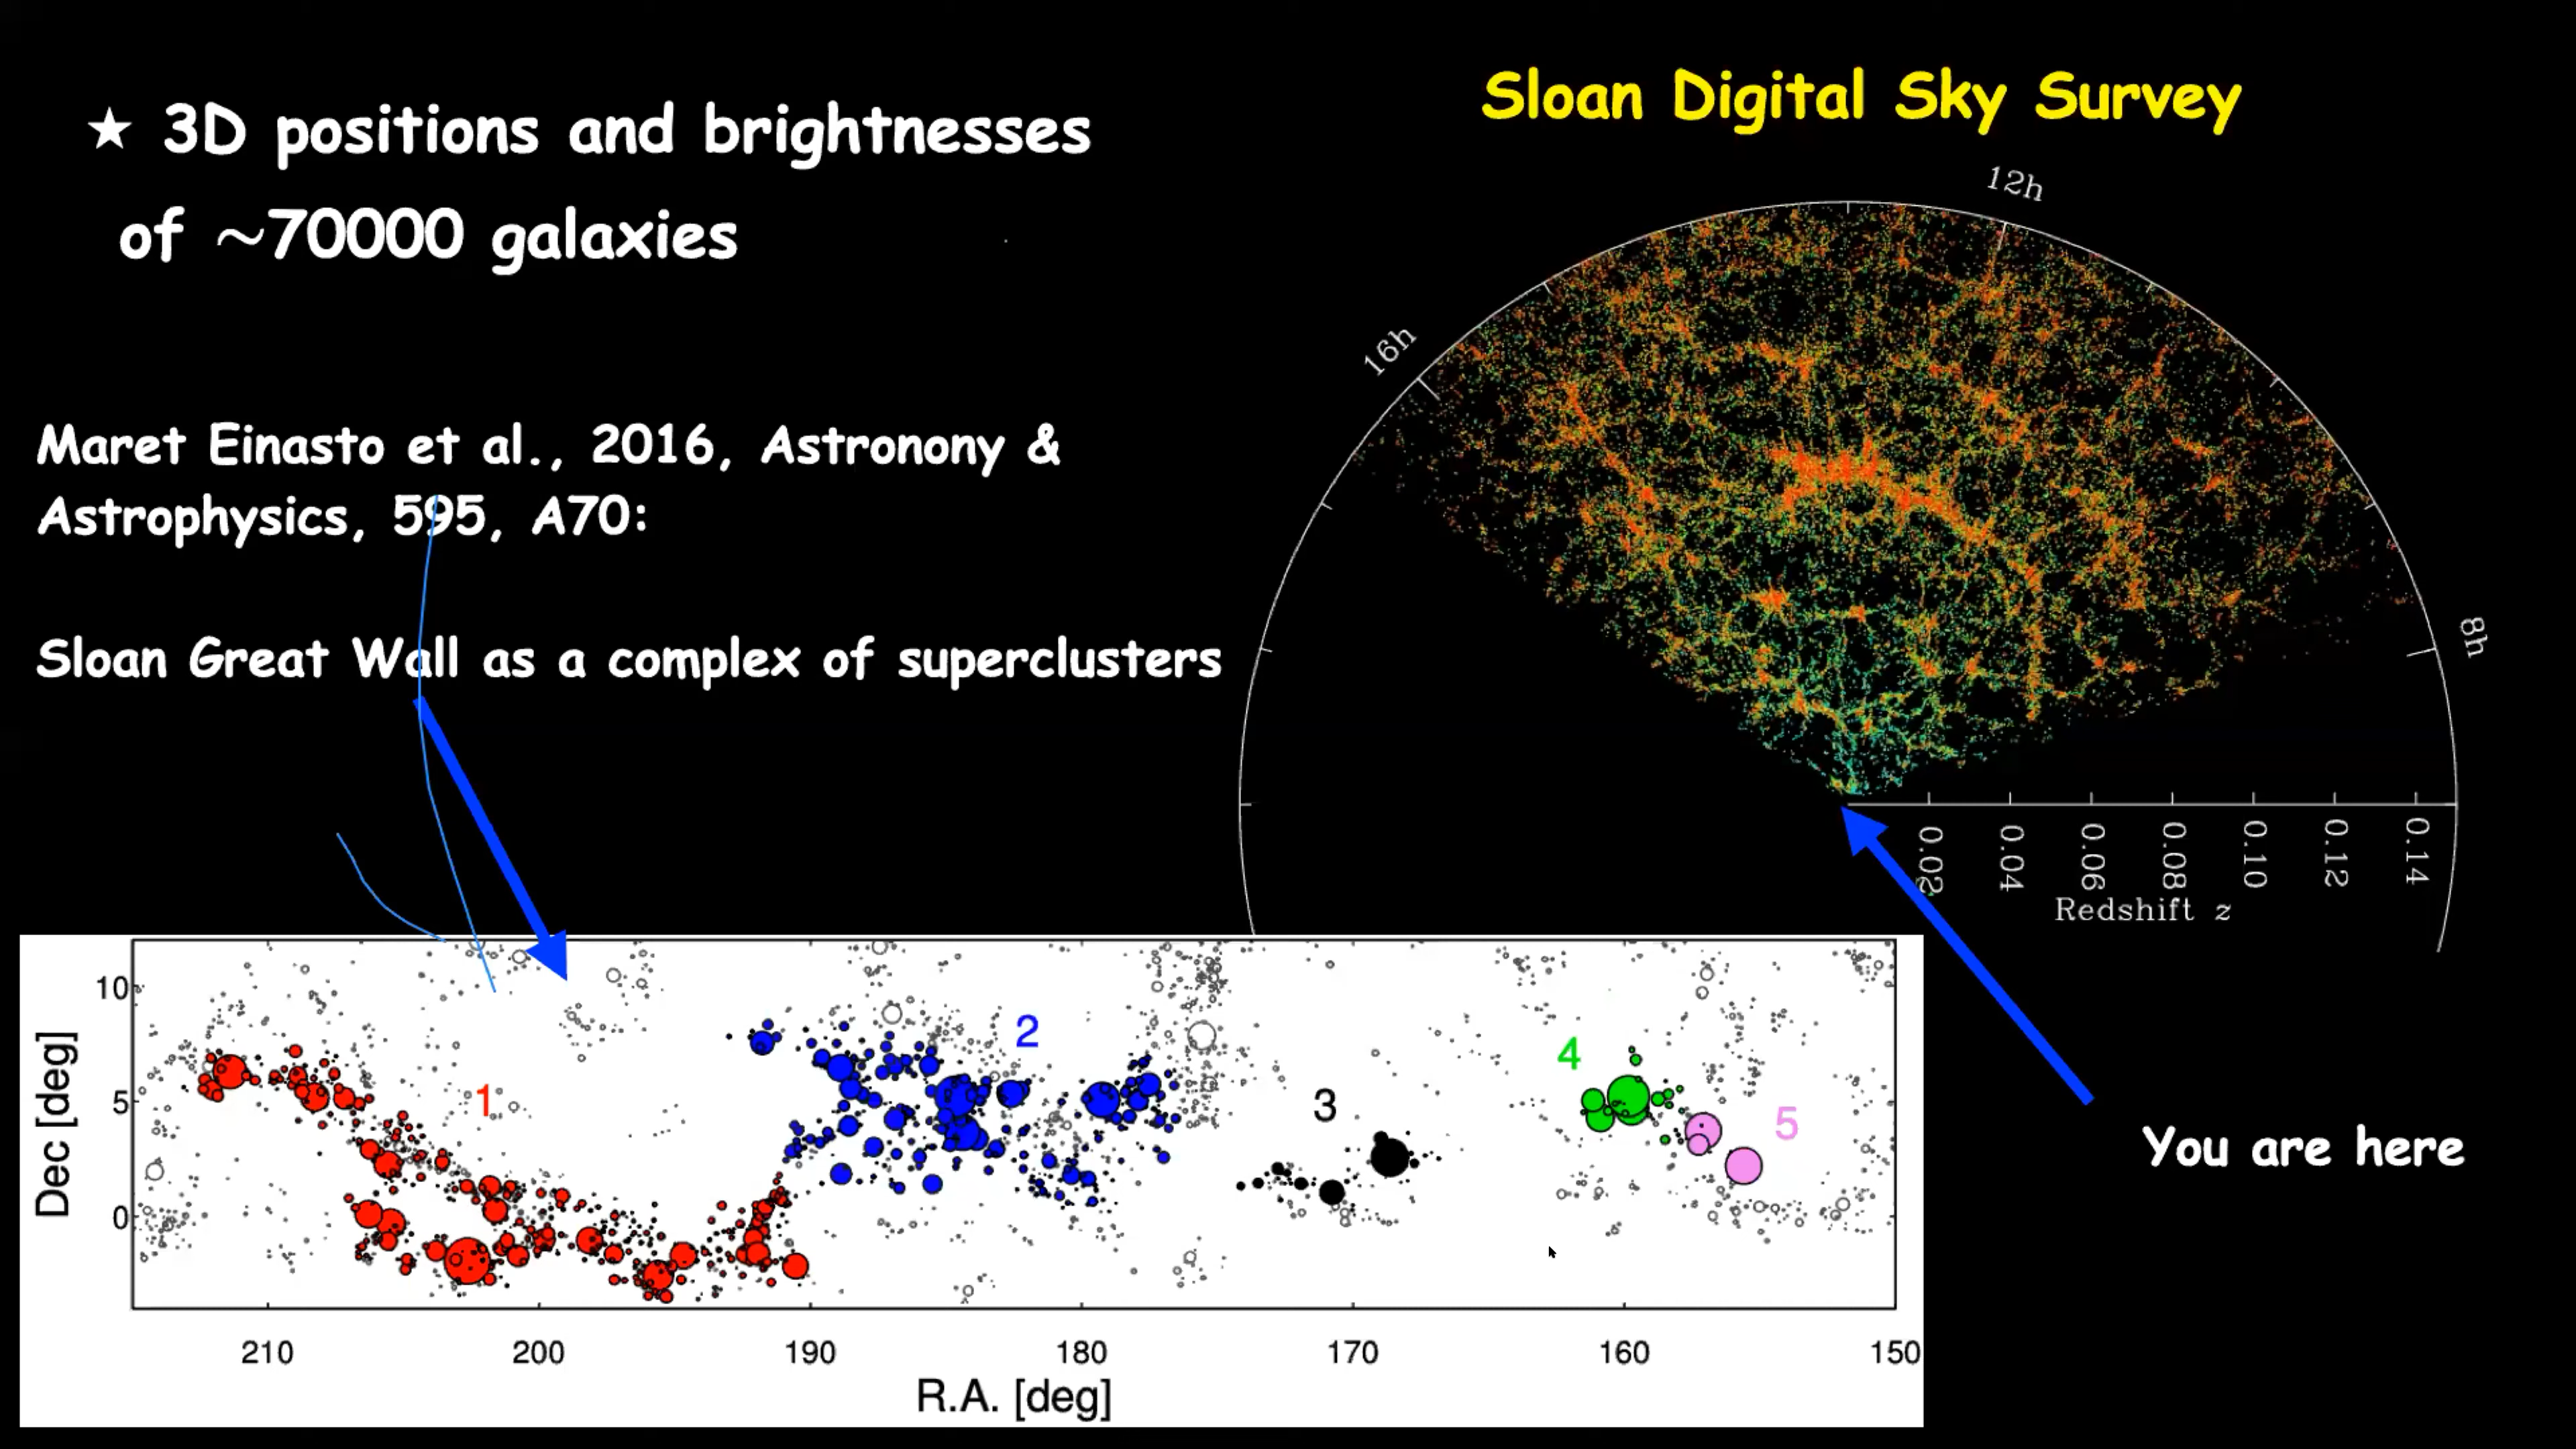 Sloan Digital Sky Survey
★ 3D positions and brightnesses
of ~70000 galaxies
Maret Einasto et al., 2016, Astronony &
Astrophysics, 595, A70:
Sloan Great Wall as a complex of superclusters
16h
12h
8h
0.02 0.04 0.06 0.08 0.10 0.12 0.14
Redshift z
You are here
10
5
0
Dec [deg]
1
2
3
4
5
210 200 190 180 170 160 150
R.A. [deg]